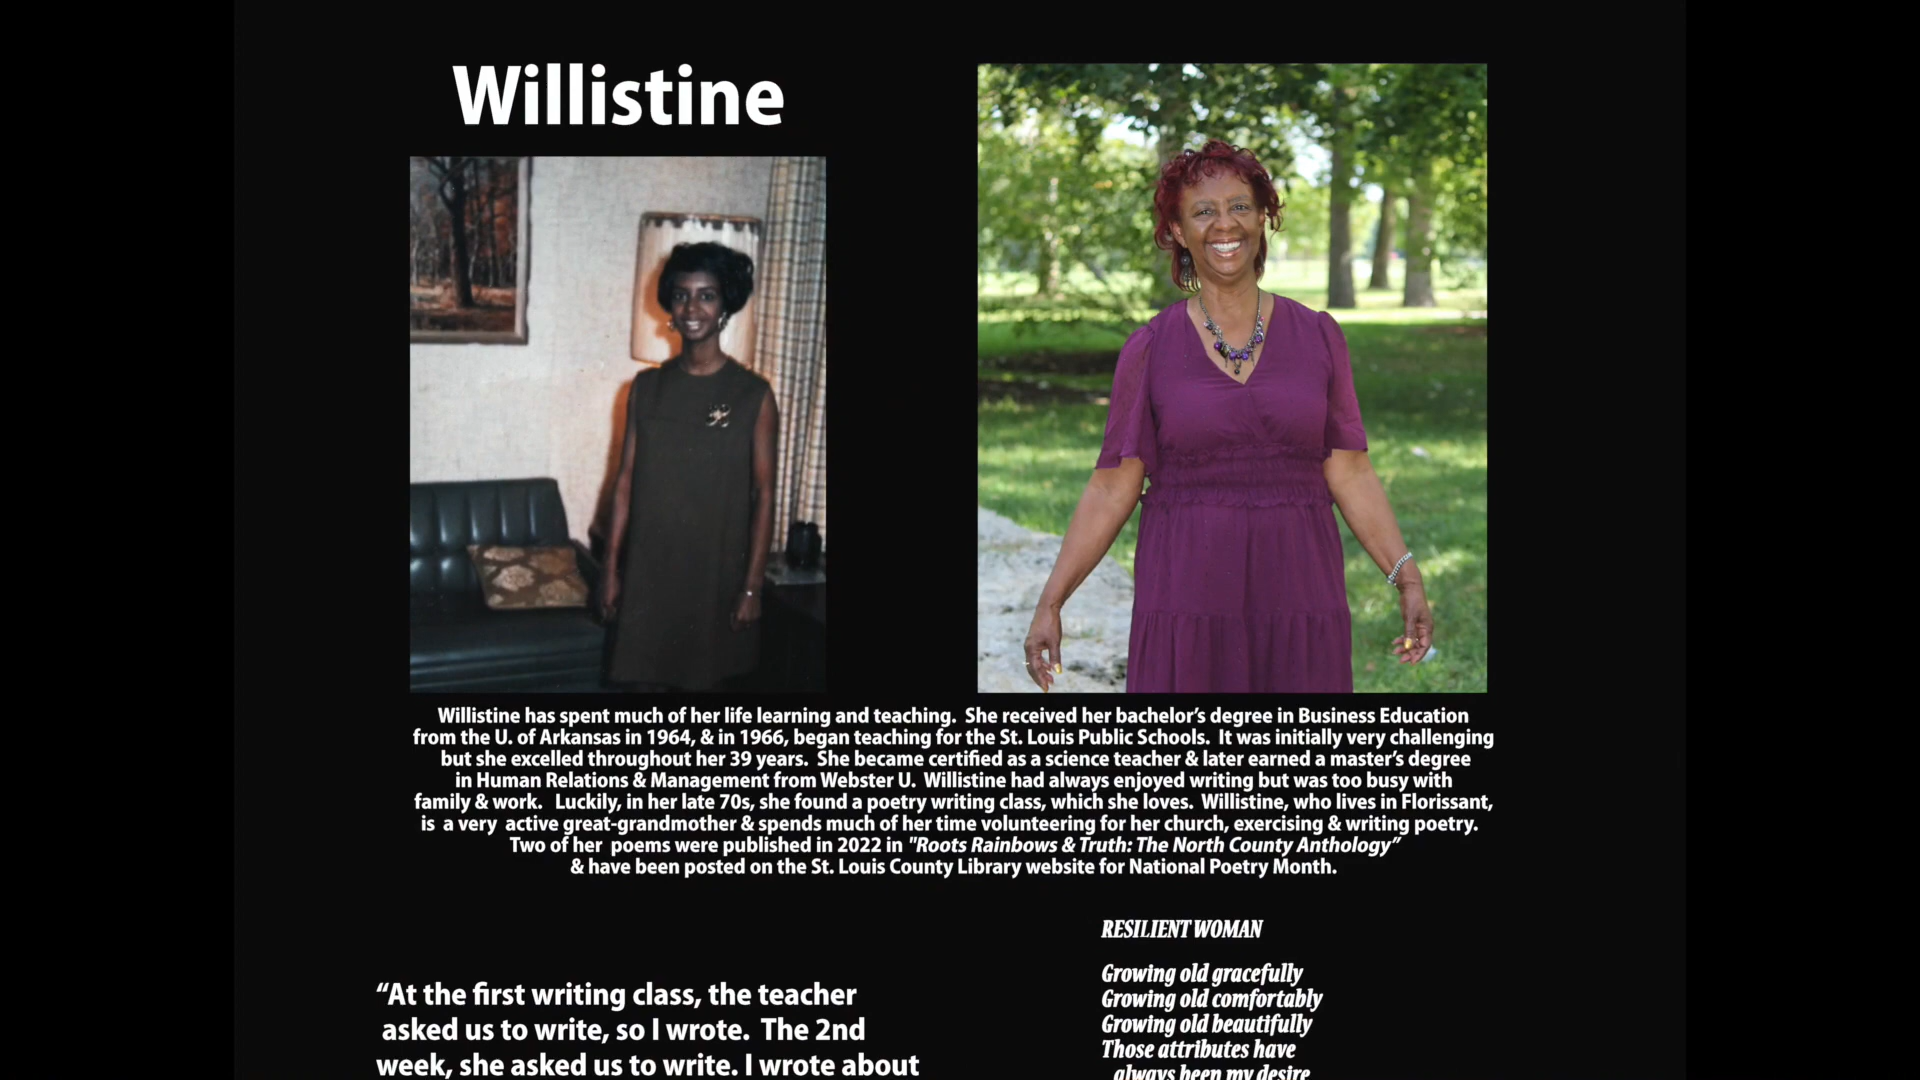 Willistine
Willistine has spent much of her life learning and teaching.  She received her bachelor's degree in Business Education
from the U. of Arkansas in 1964, & in 1966, began teaching for the St. Louis Public Schools.  It was initially very challenging
but she excelled throughout her 39 years.  She became certified as a science teacher & later earned a master's degree
in Human Relations & Management from Webster U.  Willistine had always enjoyed writing but was too busy with
family & work.  Luckily, in her late 70s, she found a poetry writing class, which she loves.  Willistine, who lives in Florissant,
is a very active great-grandmother & spends much of her time volunteering for her church, exercising & writing poetry.
Two of her poems were published in 2022 in "Roots Rainbows & Truth: The North County Anthology"
& have been posted on the St. Louis County Library website for National Poetry Month.
“At the first writing class, the teacher
asked us to write, so I wrote.  The 2nd
week, she asked us to write. I wrote about
RESILIENT WOMAN
Growing old gracefully
Growing old comfortably
Growing old beautifully
Those attributes have
always been my desire